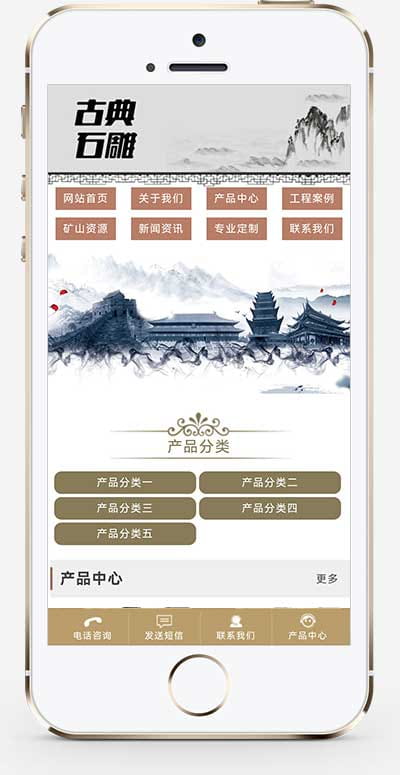 古典
石雕
网站首页 关于我们 产品中心 工程案例
矿山资源 新闻资讯 专业定制 联系我们
产品分类
产品分类一 产品分类二
产品分类三 产品分类四
产品分类五
产品中心 更多
电话咨询 发送短信 联系我们 产品中心